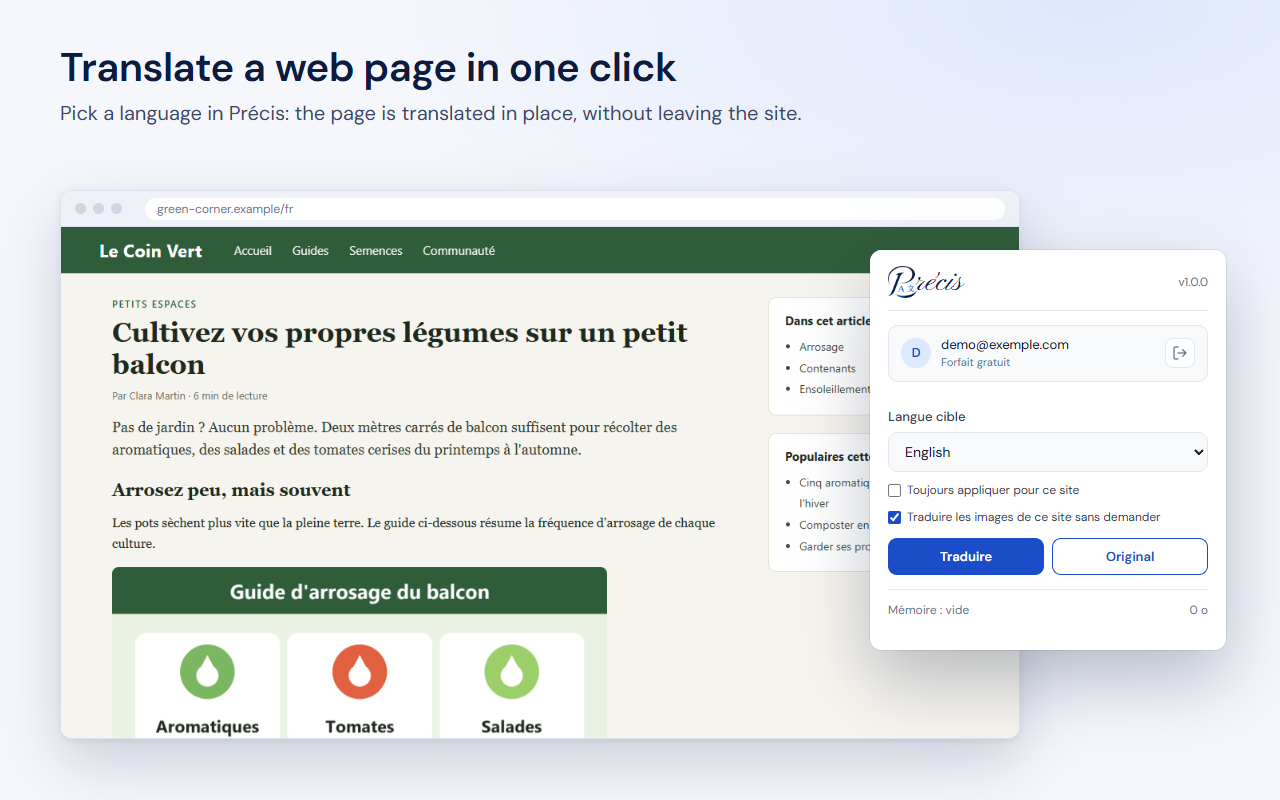 Translate a web page in one click
Pick a language in Précis: the page is translated in place, without leaving the site.
green-corner.example/fr
Le Coin Vert
Accueil
Guides
Semences
Communauté
PETITS ESPACES
Cultivez vos propres légumes sur un petit
balcon
Par Clara Martin · 6 min de lecture
Pas de jardin ? Aucun problème. Deux mètres carrés de balcon suffisent pour récolter des
aromatiques, des salades et des tomates cerises du printemps à l'automne.
Arrosez peu, mais souvent
Les pots sèchent plus vite que la pleine terre. Le guide ci-dessous résume la fréquence d'arrosage de chaque
culture.
Guide d'arrosage du balcon
Aromatiques
Tomates
Salades
Dans cet article
• Arrosage
• Contenants
• Ensoleillement
Populaires cette
• Cinq aromatiq
l'hiver
• Composter en
• Garder ses pro
Précis
A 文
v1.0.0
D
demo@exemple.com
Forfait gratuit
Langue cible
English
Toujours appliquer pour ce site
Traduire les images de ce site sans demander
Traduire
Original
Mémoire : vide
0 o